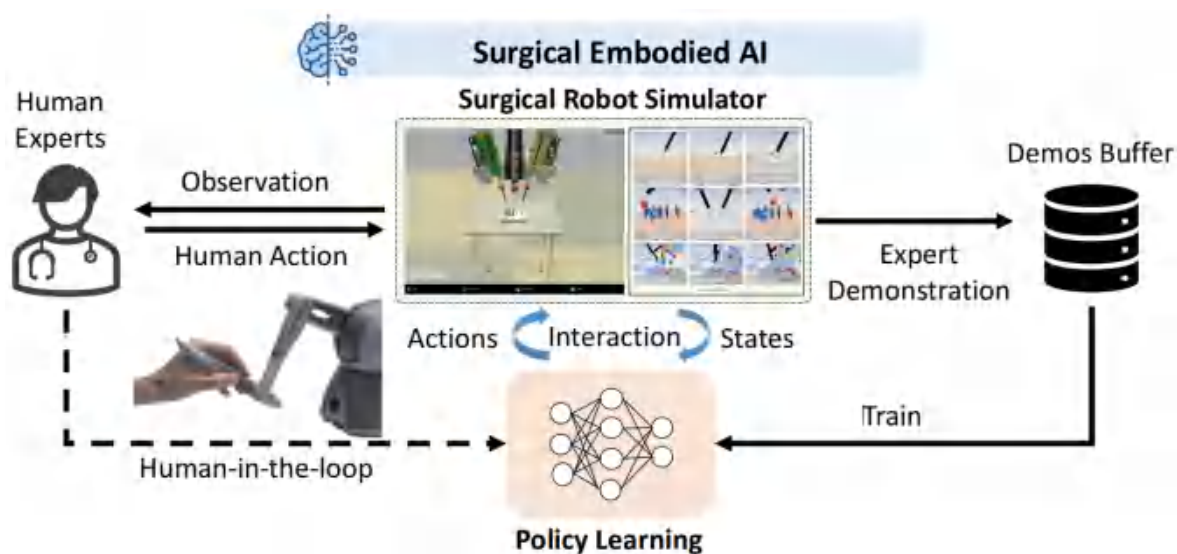 Surgical Embodied AI
Surgical Robot Simulator
Human
Experts
Observation
Human Action
Demos Buffer
Expert
Demonstration
Actions
Interaction
States
Train
Human-in-the-loop
Policy Learning